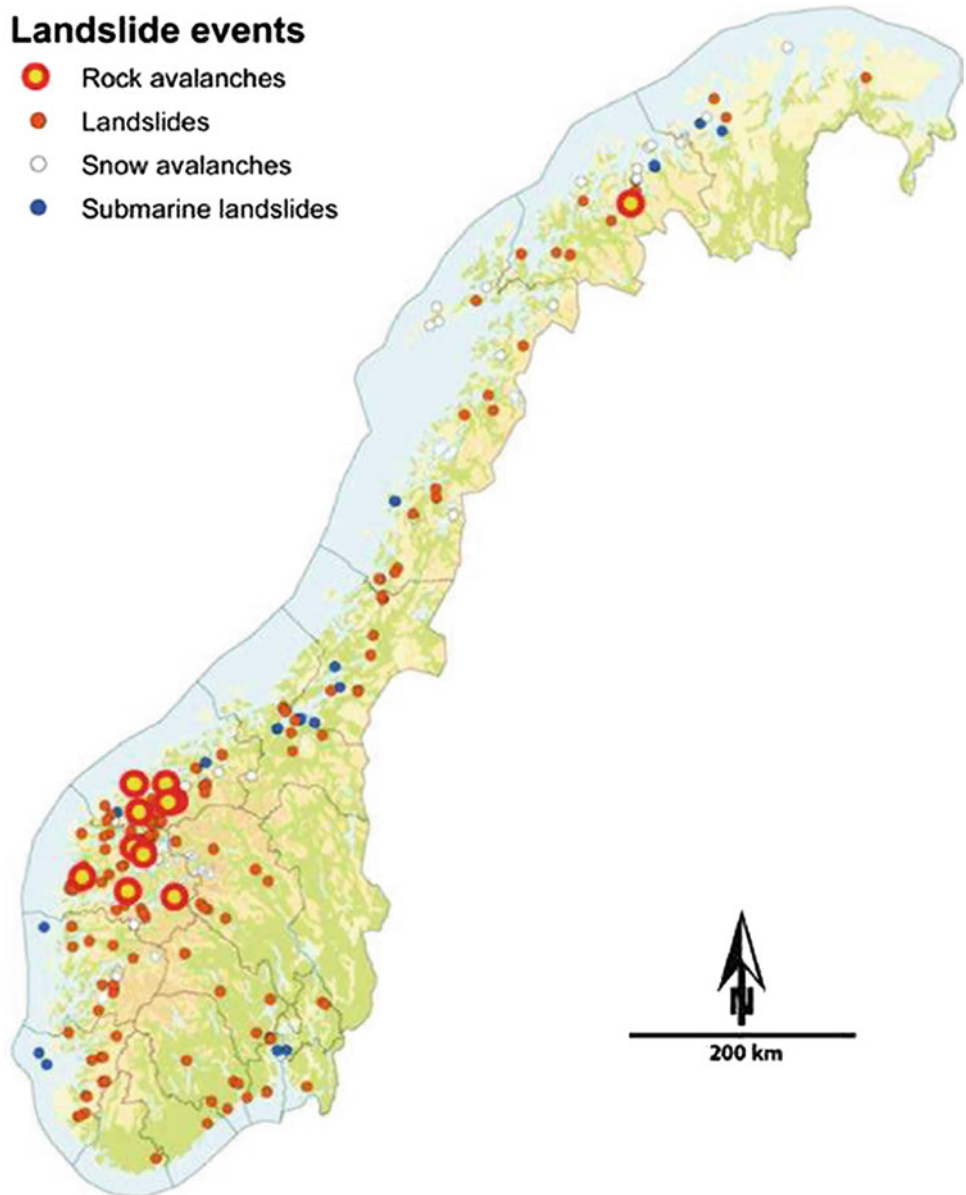 Landslide events
Rock avalanches
Landslides
Snow avalanches
Submarine landslides
N
200 km